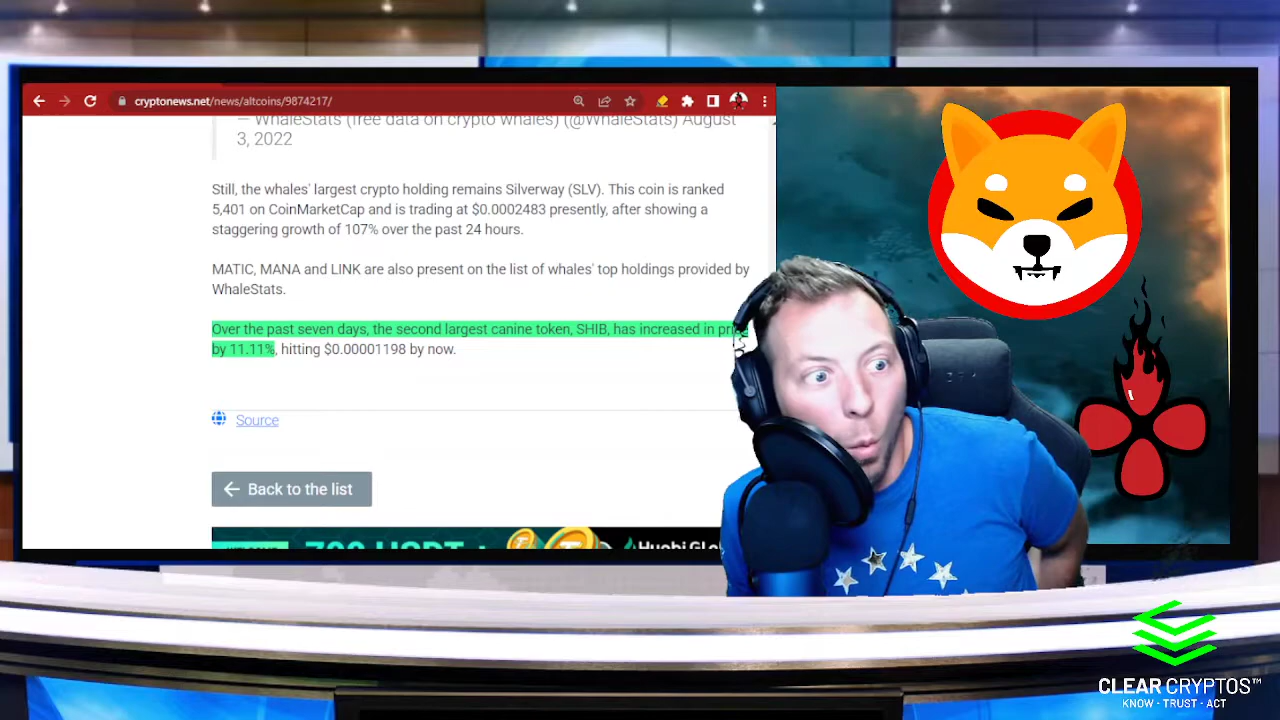 cryptonews.net/news/altcoins/9874217/
— WhaleStats (free data on crypto whales) (@WhaleStats) August
3, 2022
Still, the whales' largest crypto holding remains Silverway (SLV). This coin is ranked
5,401 on CoinMarketCap and is trading at $0.0002483 presently, after showing a
staggering growth of 107% over the past 24 hours.
MATIC, MANA and LINK are also present on the list of whales' top holdings provided by
WhaleStats.
Over the past seven days, the second largest canine token, SHIB, has increased in price
by 11.11%, hitting $0.00001198 by now.
Source
Back to the list
CLEAR CRYPTOS™
KNOW - TRUST - ACT